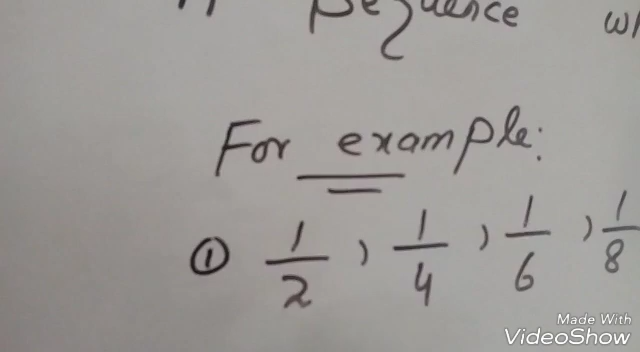 Sequence
For example:
① 1/2, 1/4, 1/6, 1/8
Made With
VideoShow